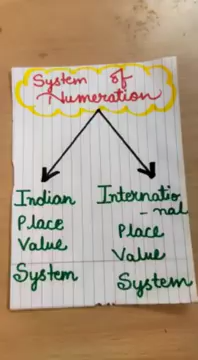 System of
Numeration
Indian
Place
Value
System
Internatio
- nal
Place
Value
System